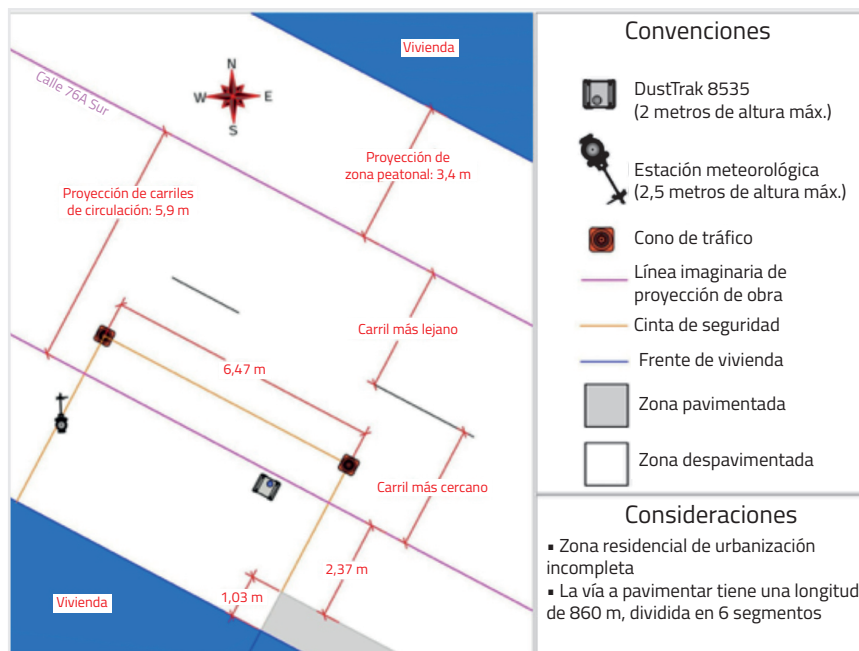 Vivienda
Calle 76A Sur
N
W
E
S
Proyección de
zona peatonal: 3,4 m
Proyección de carriles
de circulación: 5,9 m
Carril más lejano
6,47 m
Carril más cercano
2,37 m
1,03 m
Vivienda
Convenciones
DustTrak 8535
(2 metros de altura máx.)
Estación meteorológica
(2,5 metros de altura máx.)
Cono de tráfico
Línea imaginaria de
proyección de obra
Cinta de seguridad
Frente de vivienda
Zona pavimentada
Zona despavimentada
Consideraciones
▪ Zona residencial de urbanización
incompleta
▪ La vía a pavimentar tiene una longitud
de 860 m, dividida en 6 segmentos